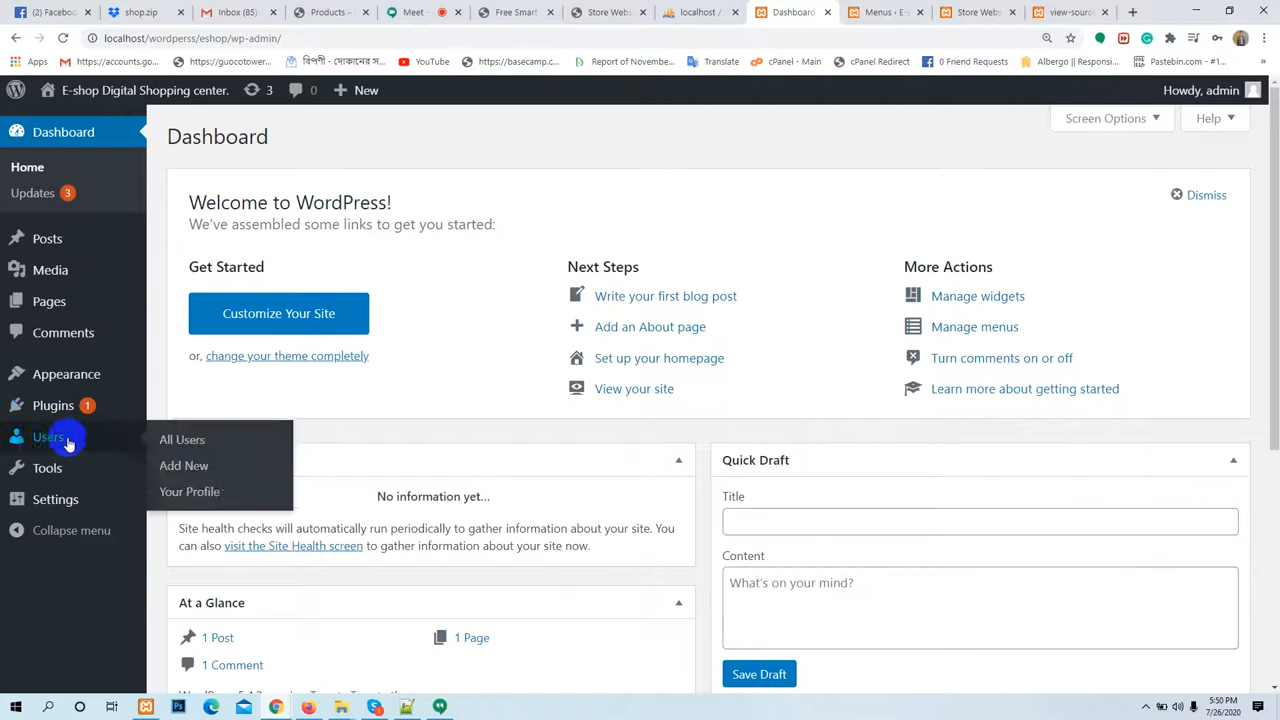 (2) Facebook
shop.zip
Inbox (85)
Products –
Meet –
Free Smart
Store Webs
localhost /
Dashboard
Menus ‹ E-
Store Webs
view-source
localhost/wordperss/eshop/wp-admin/
Apps
https://accounts.go...
https://guocotower...
বিপণী - দোকানের স...
YouTube
https://basecamp.c...
Report of Novembe...
Translate
cPanel - Main
cPanel Redirect
0 Friend Requests
Albergo || Respons...
Pastebin.com - #1...
E-shop Digital Shopping center.
3
0
New
Howdy, admin
Dashboard
Home
Updates 3
Posts
Media
Pages
Comments
Appearance
Plugins 1
Users
Tools
Settings
Collapse menu
All Users
Add New
Your Profile
Screen Options
Help
Dashboard
Welcome to WordPress!
Dismiss
We've assembled some links to get you started:
Get Started
Customize Your Site
or, change your theme completely
Next Steps
Write your first blog post
Add an About page
Set up your homepage
View your site
More Actions
Manage widgets
Manage menus
Turn comments on or off
Learn more about getting started
No information yet...
Site health checks will automatically run periodically to gather information about your site. You
can also visit the Site Health screen to gather information about your site now.
At a Glance
1 Post
1 Page
1 Comment
Quick Draft
Title
Content
What's on your mind?
Save Draft
5:50 PM
7/26/2020